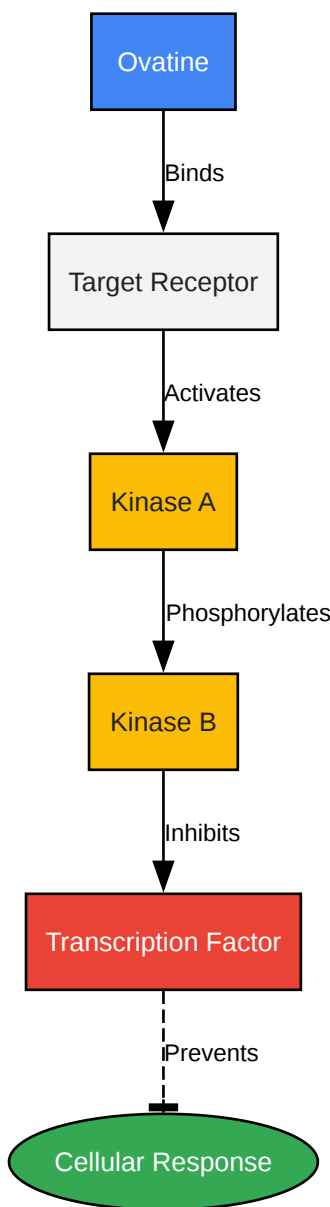 Ovatine
Binds
Target Receptor
Activates
Kinase A
Phosphorylates
Kinase B
Inhibits
Transcription Factor
Prevents
Cellular Response